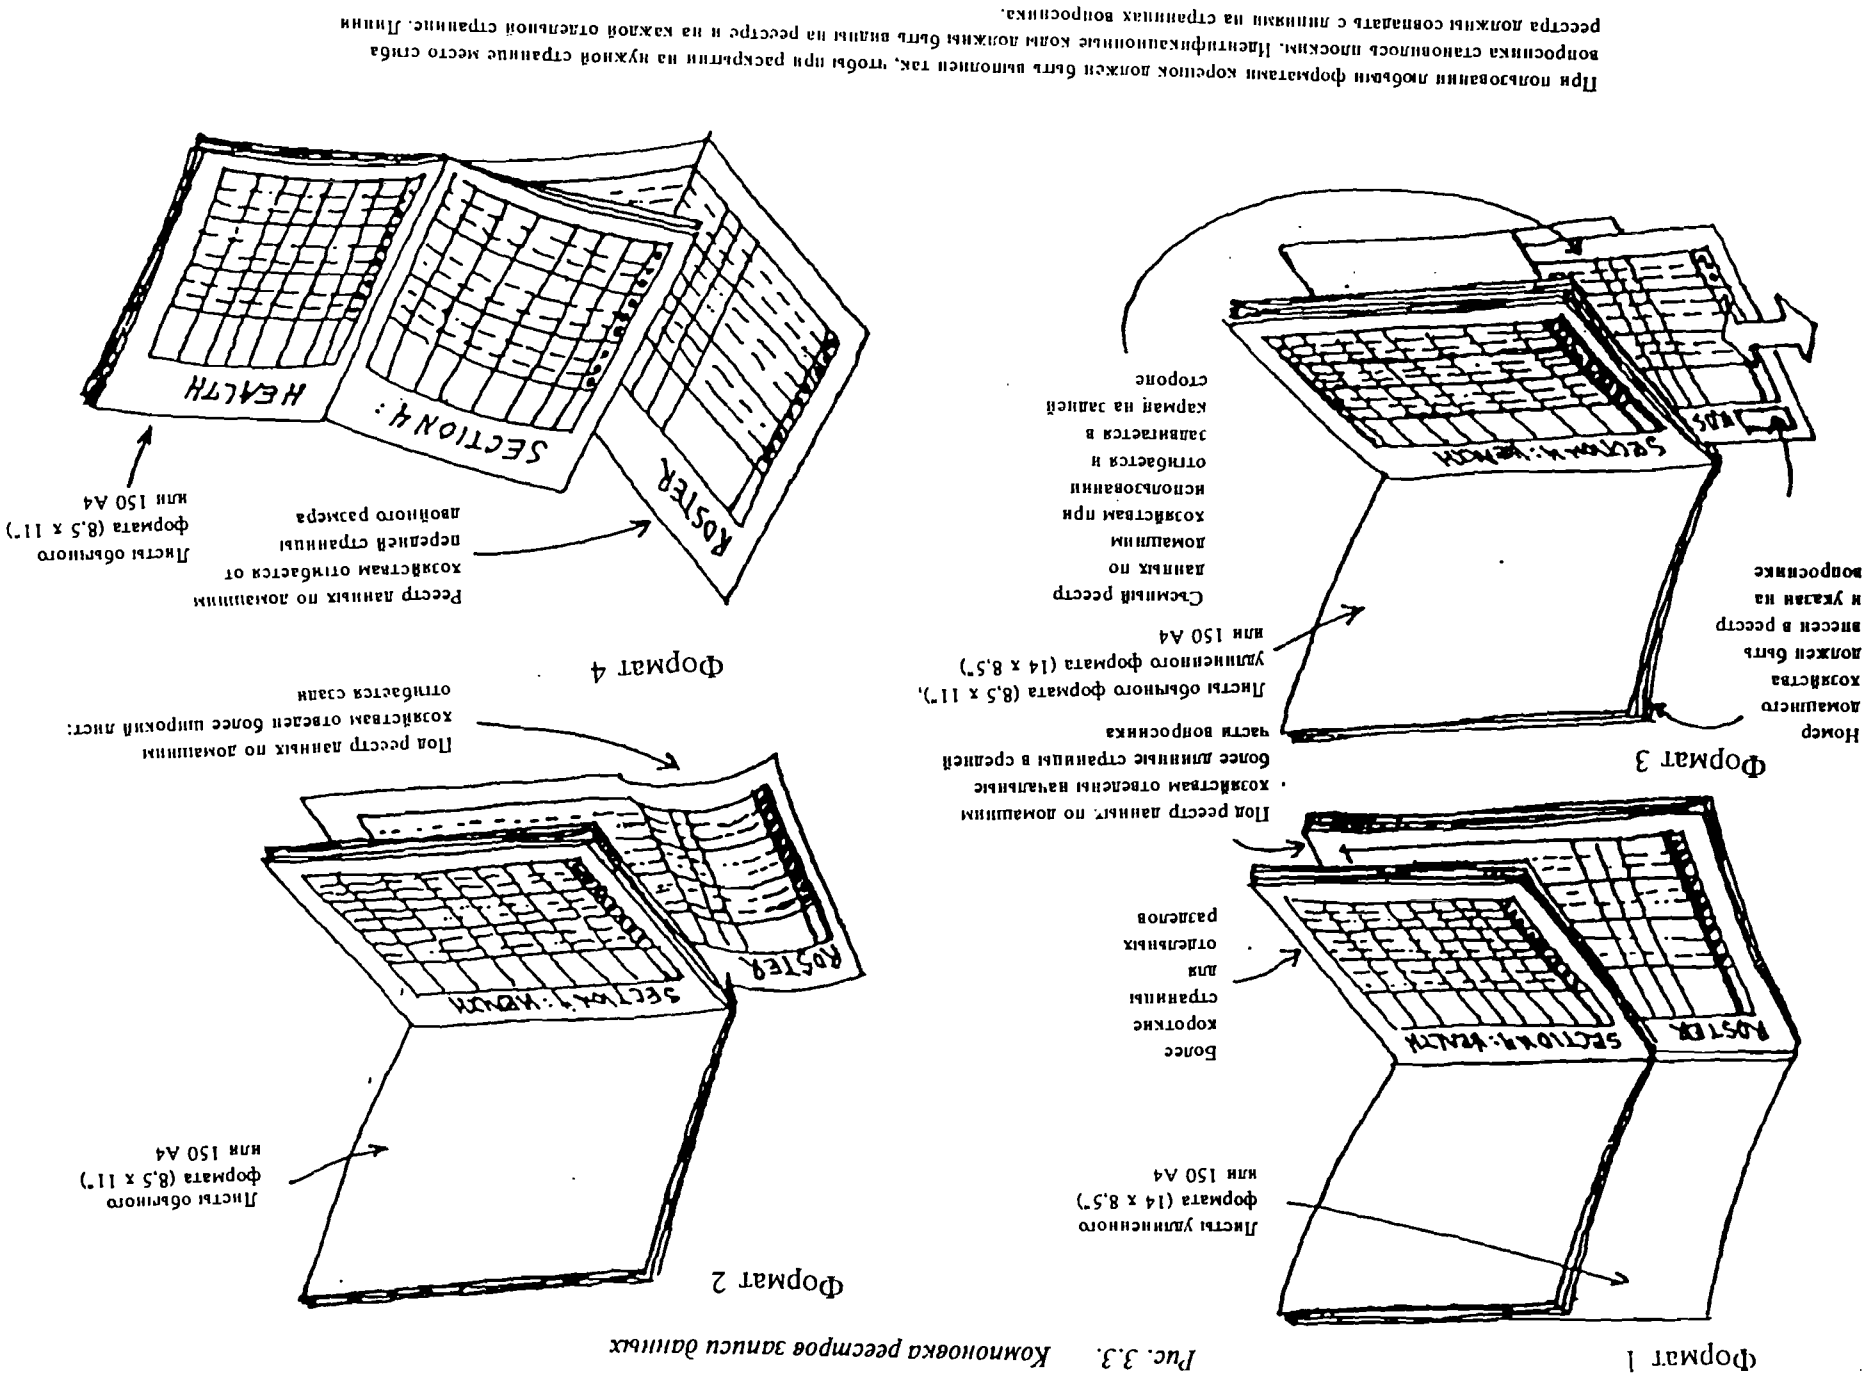 Рис. 3.3. Компоновка реестров записи данных
Формат 1
Листы удлиненного
формата (14 x 8,5")
или 150 A4
Более
короткие
страницы
для
отдельных
разделов
Под реестр данных по домашним
хозяйствам отведены начальные
более длинные страницы в средней
части вопросника
SECTION 4: HEALTH
ROSTER
Формат 2
Листы обычного
формата (8,5 x 11")
или 150 A4
SECTION 4: HEALTH
ROSTER
Под реестр данных по домашним
хозяйствам отведен более широкий лист;
отгибается сзади
Формат 3
Номер
домашнего
хозяйства
должен быть
внесен в реестр
и указан на
вопроснике
Листы обычного формата (8,5 x 11"),
удлиненного формата (14 x 8,5")
или 150 A4
Съемный реестр
данных по
домашним
хозяйствам при
использовании
отгибается и
задвигается в
карман на задней
стороне
SECTION 4: HEALTH
Формат 4
Реестр данных по домашним
хозяйствам отгибается от
передней страницы
двойного размера
Листы обычного
формата (8,5 x 11")
или 150 A4
ROSTER
SECTION 4:
HEALTH
При пользовании любыми форматами корешок должен быть выполнен так, чтобы при раскрытии на нужной странице место сгиба
вопросника становилось плоским. Идентификационные коды должны быть видны на реестре и на каждой отдельной странице. Линии
реестра должны совпадать с линиями на страницах вопросника.